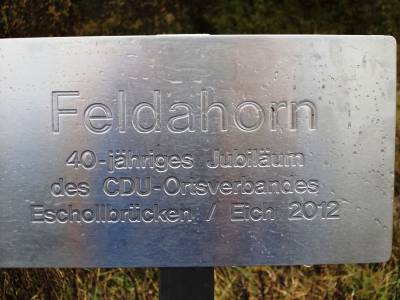 Feldahorn
40-jähriges Jubiläum
des CDU-Ortsverbandes
Eschollbrücken / Eich 2012